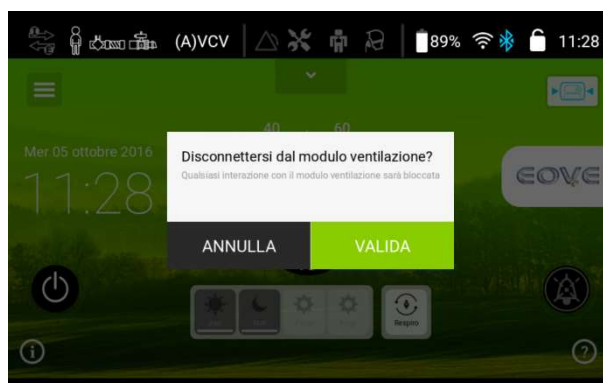 (A)VCV 89% 11:28
40 60
Mer 05 ottobre 2016
11:28
Disconnettersi dal modulo ventilazione?
Qualsiasi interazione con il modulo ventilazione sarà bloccata
EOVE
ANNULLA VALIDA
Respiro